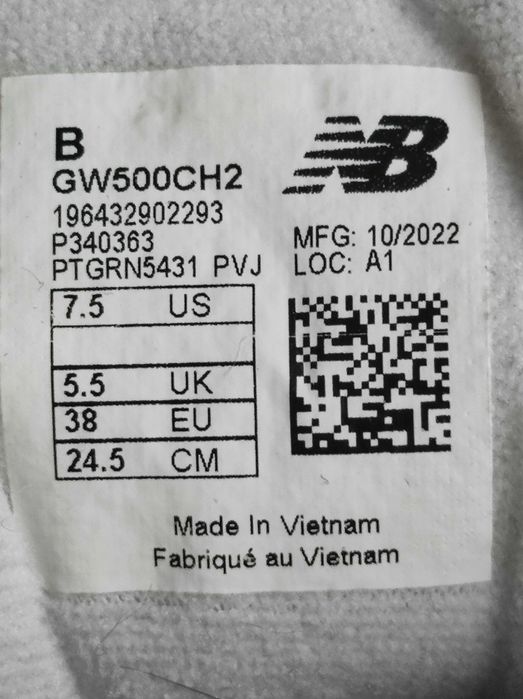 B
GW500CH2
196432902293
P340363
PTGRN5431 PVJ
NB
MFG: 10/2022
LOC: A1
7.5 US
5.5 UK
38 EU
24.5 CM
Made In Vietnam
Fabriqué au Vietnam